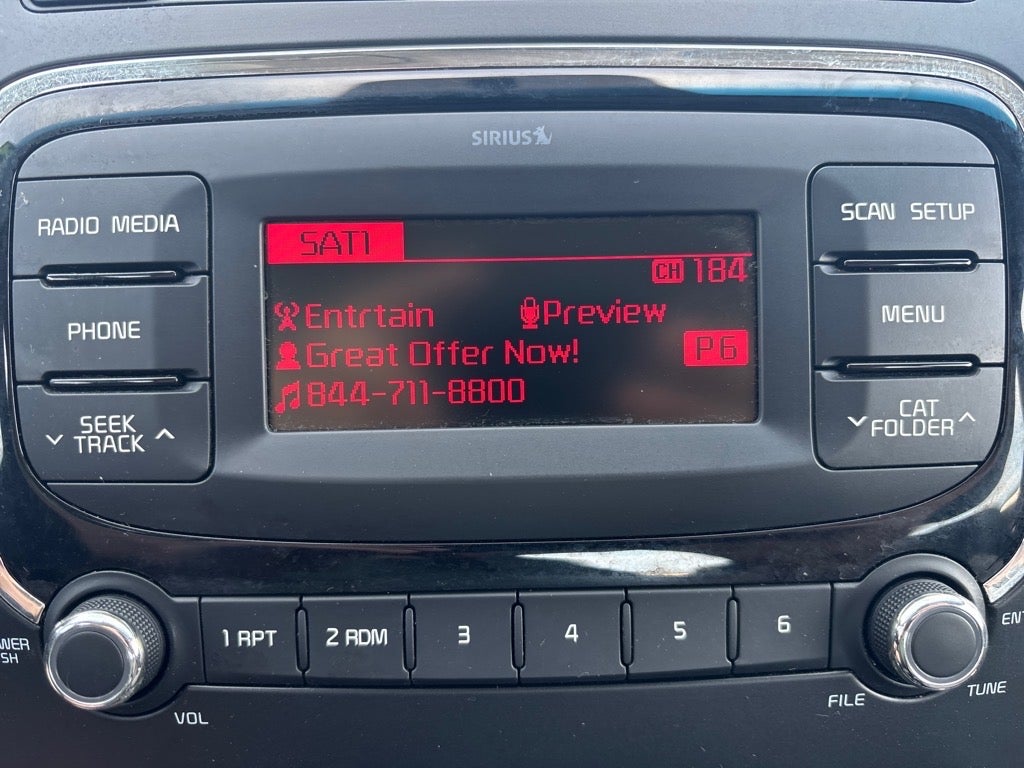 SIRIUS
RADIO MEDIA
SCAN SETUP
SAT1
CH 184
PHONE
MENU
Entrtain Preview
Great Offer Now!
P6
844-711-8800
SEEK
TRACK
CAT
FOLDER
1 RPT
2 RDM
3
4
5
6
VOL
FILE
TUNE